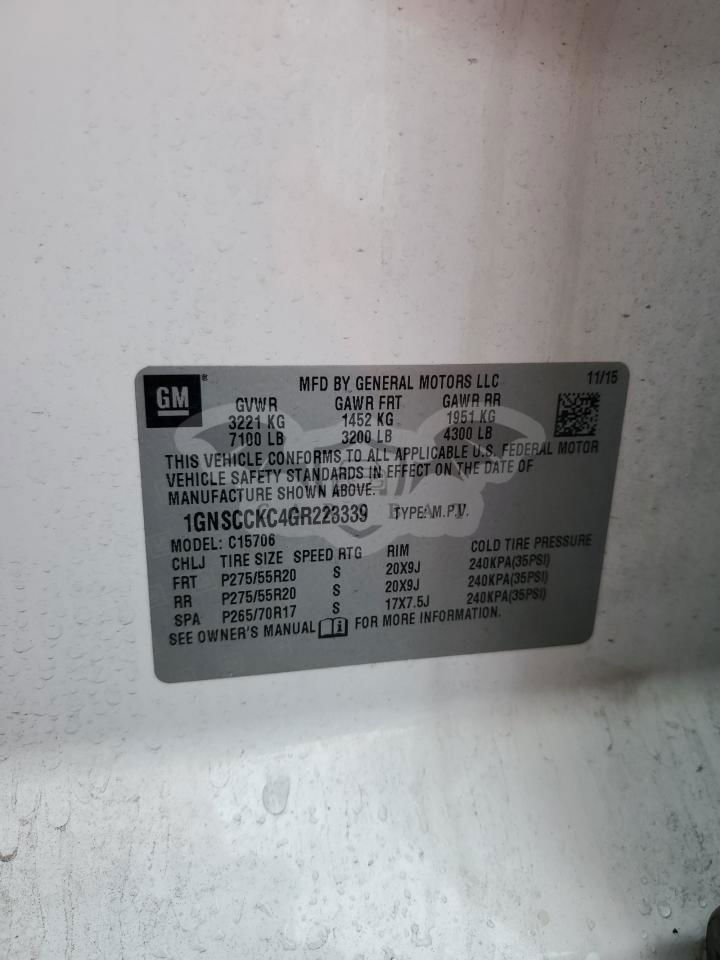 GM
MFD BY GENERAL MOTORS LLC 11/15
GVWR GAWR FRT GAWR RR
3221 KG 1452 KG 1951 KG
7100 LB 3200 LB 4300 LB
THIS VEHICLE CONFORMS TO ALL APPLICABLE U.S. FEDERAL MOTOR
VEHICLE SAFETY STANDARDS IN EFFECT ON THE DATE OF
MANUFACTURE SHOWN ABOVE.
1GNSCCKC4GR223339 TYPE: M.P.V.
MODEL: C15706
CHLJ TIRE SIZE SPEED RTG RIM COLD TIRE PRESSURE
FRT P275/55R20 S 20X9J 240KPA(35PSI)
RR P275/55R20 S 20X9J 240KPA(35PSI)
SPA P265/70R17 S 17X7.5J 240KPA(35PSI)
SEE OWNER'S MANUAL FOR MORE INFORMATION.